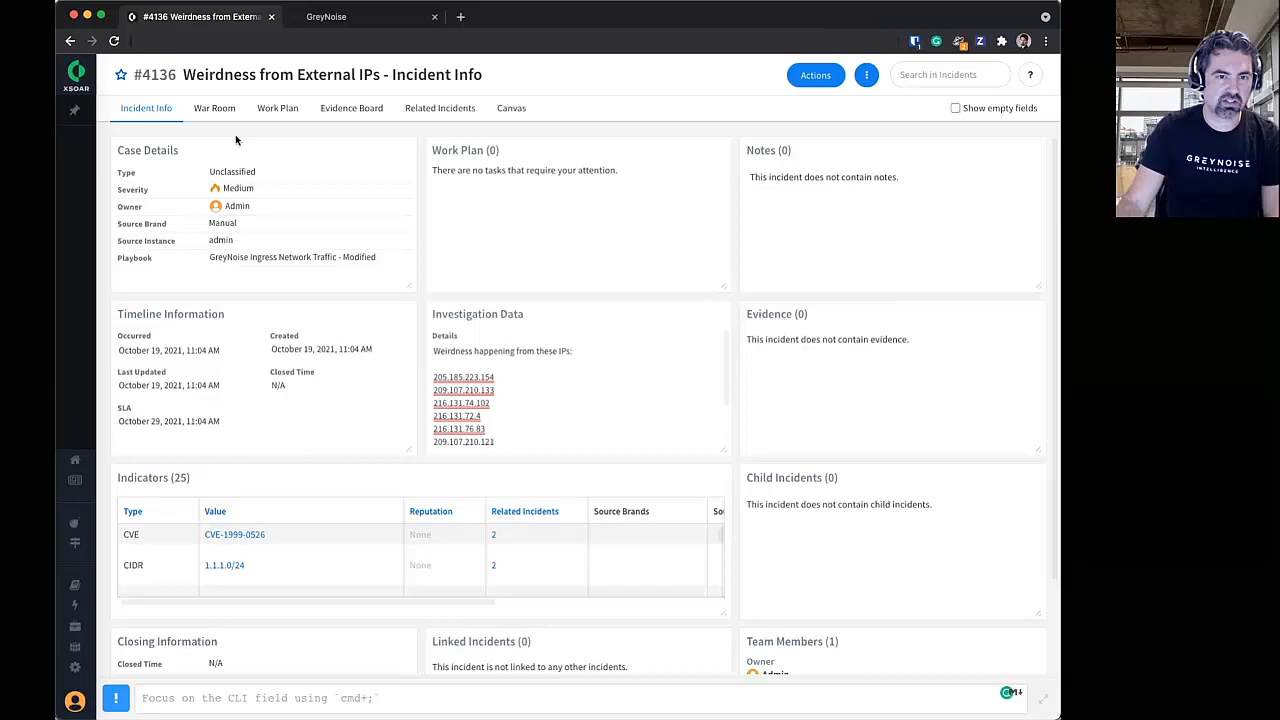 #4136 Weirdness from Externa
GreyNoise
XSOAR
#4136 Weirdness from External IPs - Incident Info
Actions
Search in Incidents
?
Incident Info
War Room
Work Plan
Evidence Board
Related Incidents
Canvas
Show empty fields
Case Details
Type Unclassified
Severity Medium
Owner Admin
Source Brand Manual
Source Instance admin
Playbook GreyNoise Ingress Network Traffic - Modified
Work Plan (0)
There are no tasks that require your attention.
Notes (0)
This incident does not contain notes.
Timeline Information
Occurred Created
October 19, 2021, 11:04 AM October 19, 2021, 11:04 AM
Last Updated Closed Time
October 19, 2021, 11:04 AM N/A
SLA
October 29, 2021, 11:04 AM
Investigation Data
Details
Weirdness happening from these IPs:
205.185.223.154
209.107.210.133
216.131.74.102
216.131.72.4
216.131.76.83
209.107.210.121
Evidence (0)
This incident does not contain evidence.
Indicators (25)
Type Value Reputation Related Incidents Source Brands Sou
CVE CVE-1999-0526 None 2
CIDR 1.1.1.0/24 None 2
Child Incidents (0)
This incident does not contain child incidents.
Closing Information
Closed Time N/A
Linked Incidents (0)
This incident is not linked to any other incidents.
Team Members (1)
Owner
Admin
! Focus on the CLI field using `cmd+;`
GREYNOISE
INTELLIGENCE